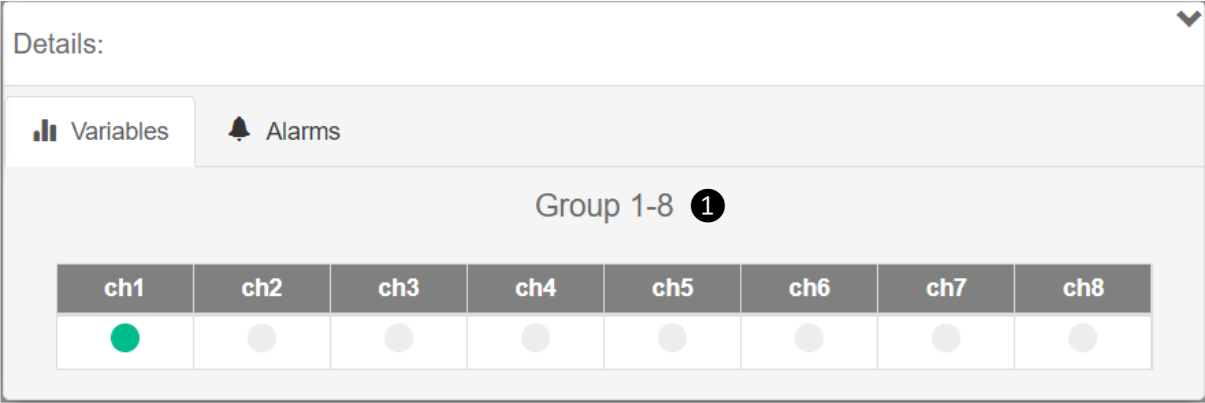 Details:
Variables Alarms
Group 1-8 1
ch1 ch2 ch3 ch4 ch5 ch6 ch7 ch8